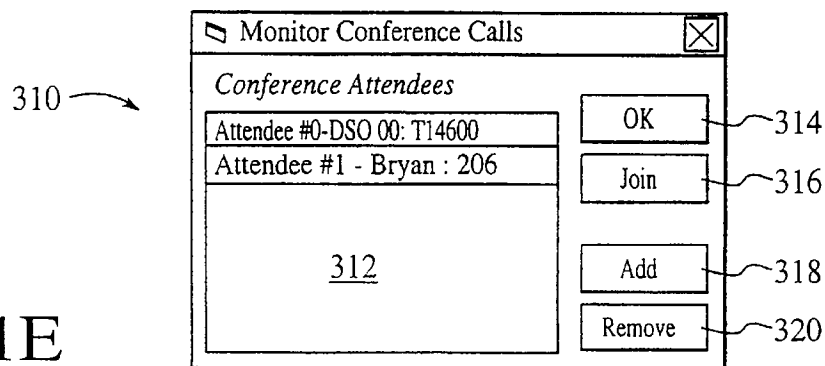 Monitor Conference Calls
Conference Attendees
310
Attendee #0-DSO 00: T14600
OK
314
Attendee #1 - Bryan : 206
Join
316
312
Add
318
Remove
320
1E